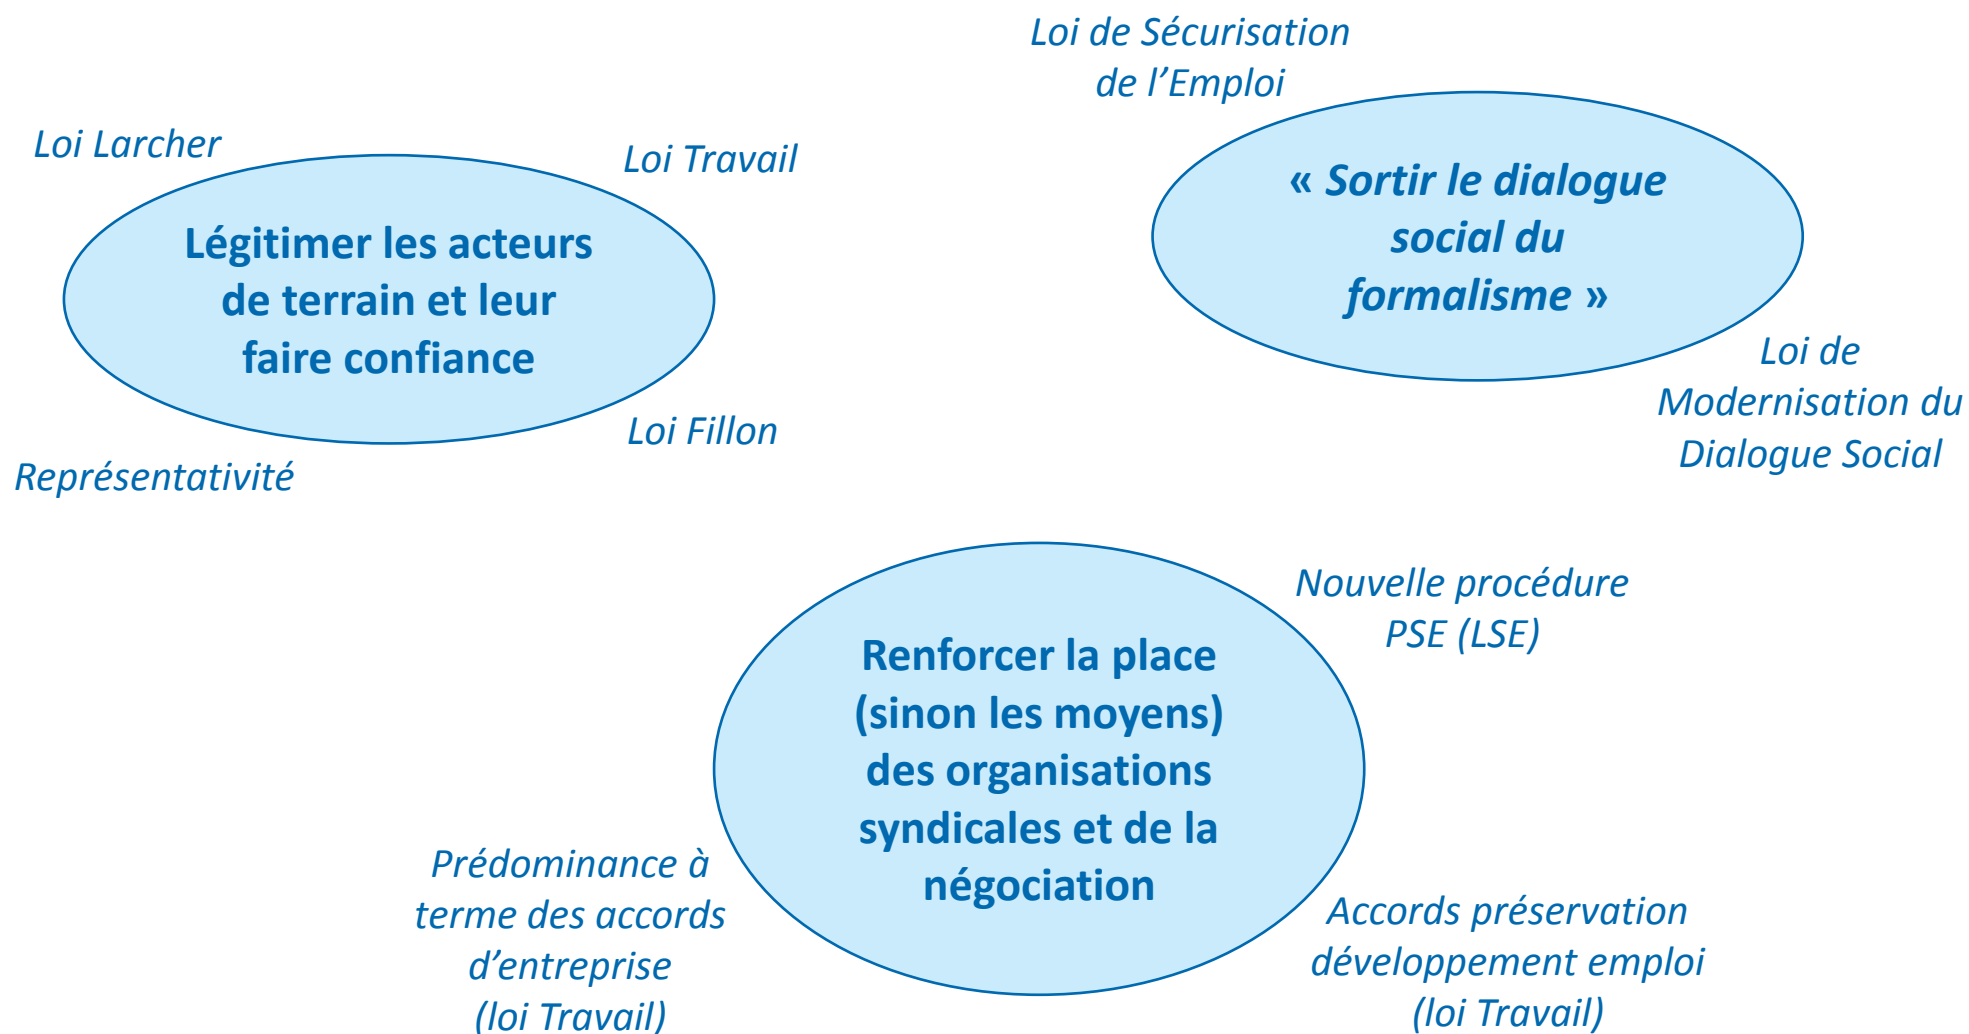 Loi Larcher
Loi Travail
Légitimer les acteurs
de terrain et leur
faire confiance
Loi Fillon
Représentativité
Loi de Sécurisation
de l’Emploi
« Sortir le dialogue
social du
formalisme »
Loi de
Modernisation du
Dialogue Social
Renforcer la place
(sinon les moyens)
des organisations
syndicales et de la
négociation
Nouvelle procédure
PSE (LSE)
Prédominance à
terme des accords
d’entreprise
(loi Travail)
Accords préservation
développement emploi
(loi Travail)